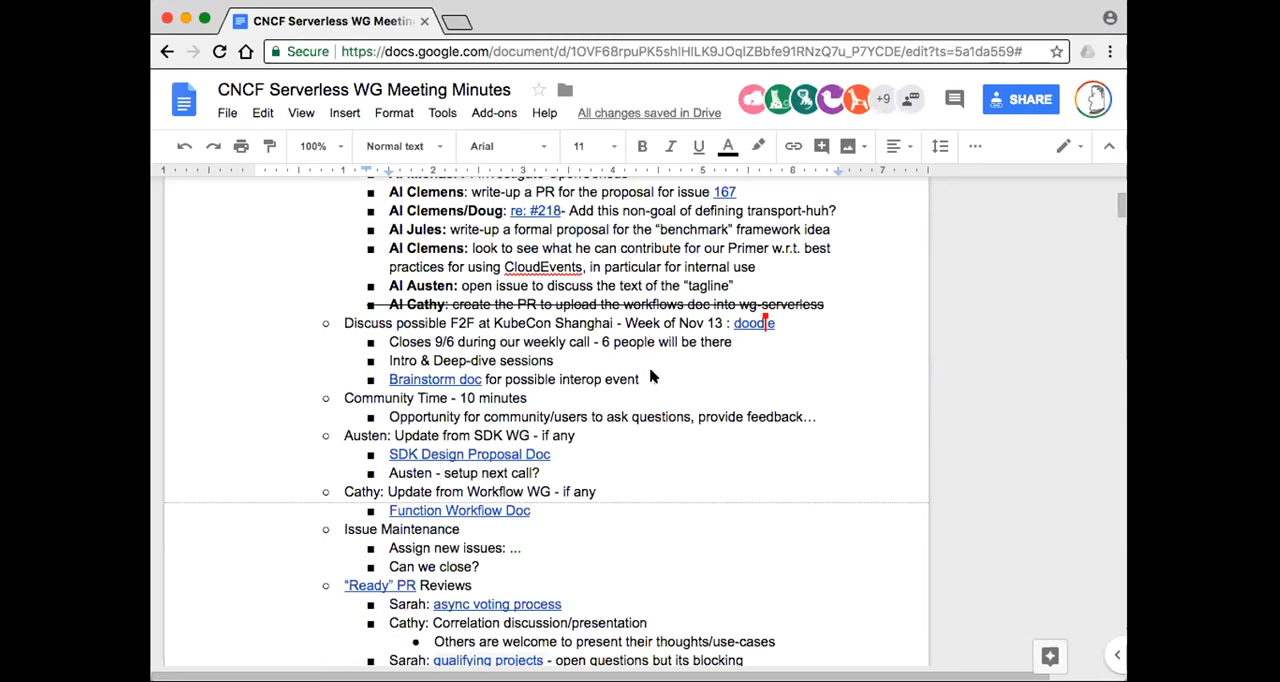 CNCF Serverless WG Meetin
Secure
https://docs.google.com/document/d/1OVF68rpuPK5shlHILK9JOqlZBbfe91RNzQ7u_P7YCDE/edit?ts=5a1da559#
CNCF Serverless WG Meeting Minutes
+9
SHARE
File Edit View Insert Format Tools Add-ons Help All changes saved in Drive
100% Normal text Arial 11 B I U A
1 1 2 3 4 5 6 7
AI Clemens: write-up a PR for the proposal for issue 167
AI Clemens/Doug: re: #218- Add this non-goal of defining transport-huh?
AI Jules: write-up a formal proposal for the “benchmark” framework idea
AI Clemens: look to see what he can contribute for our Primer w.r.t. best
practices for using CloudEvents, in particular for internal use
AI Austen: open issue to discuss the text of the “tagline”
AI Cathy: create the PR to upload the workflows doc into wg-serverless
Discuss possible F2F at KubeCon Shanghai - Week of Nov 13 : doodle
Closes 9/6 during our weekly call - 6 people will be there
Intro & Deep-dive sessions
Brainstorm doc for possible interop event
Community Time - 10 minutes
Opportunity for community/users to ask questions, provide feedback…
Austen: Update from SDK WG - if any
SDK Design Proposal Doc
Austen - setup next call?
Cathy: Update from Workflow WG - if any
Function Workflow Doc
Issue Maintenance
Assign new issues: ...
Can we close?
“Ready” PR Reviews
Sarah: async voting process
Cathy: Correlation discussion/presentation
Others are welcome to present their thoughts/use-cases
Sarah: qualifying projects - open questions but its blocking